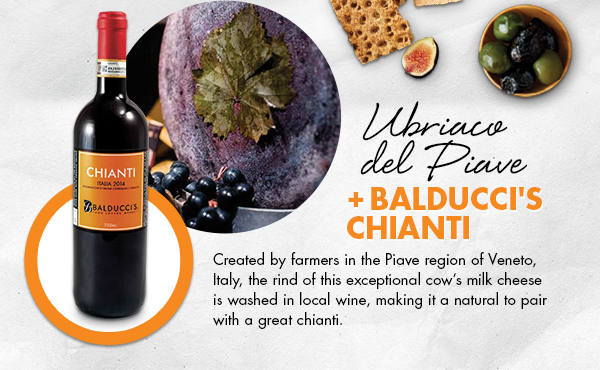 Ubriaco
del Piave
+ BALDUCCI'S
CHIANTI
Created by farmers in the Piave region of Veneto,
Italy, the rind of this exceptional cow's milk cheese
is washed in local wine, making it a natural to pair
with a great chianti.
CHIANTI
ITALIA 2014
BALDUCCI'S
750mL